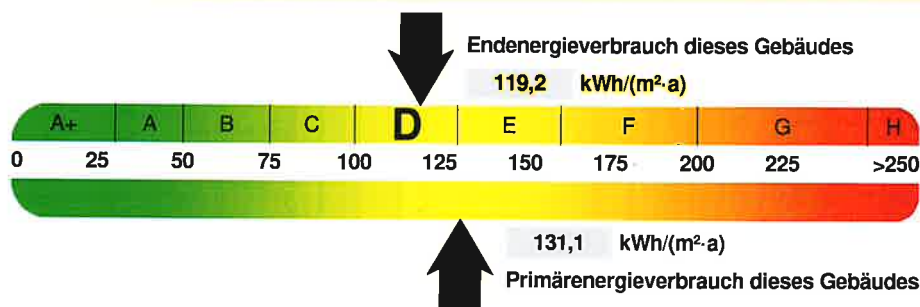 Endenergieverbrauch dieses Gebäudes
119,2 kWh/(m²·a)
A+ A B C D E F G H
0 25 50 75 100 125 150 175 200 225 >250
131,1 kWh/(m²·a)
Primärenergieverbrauch dieses Gebäudes